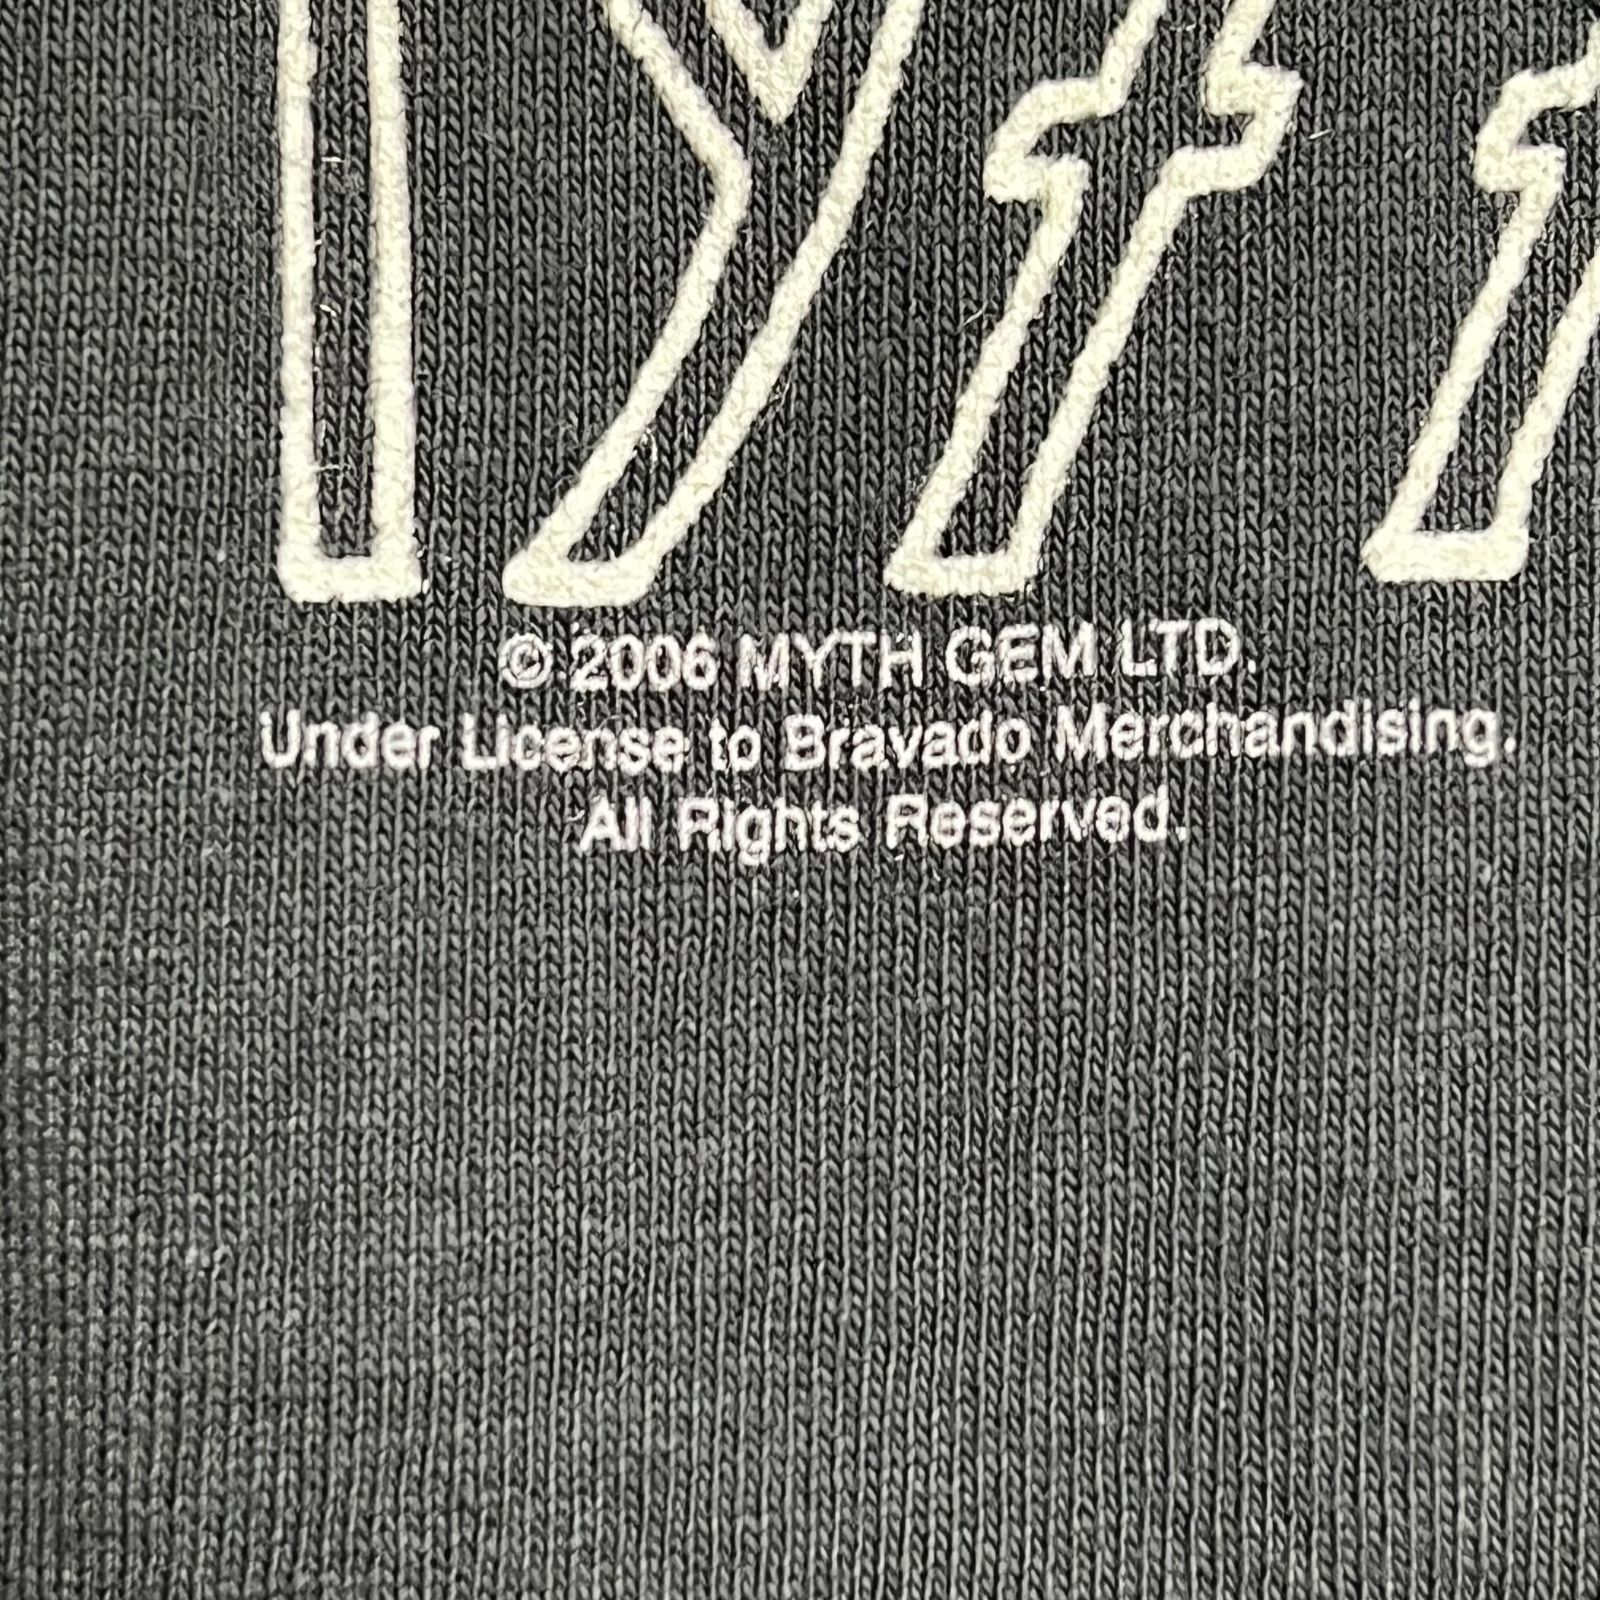 © 2006 MYTH GEM LTD.
Under License to Bravado Merchandising.
All Rights Reserved.